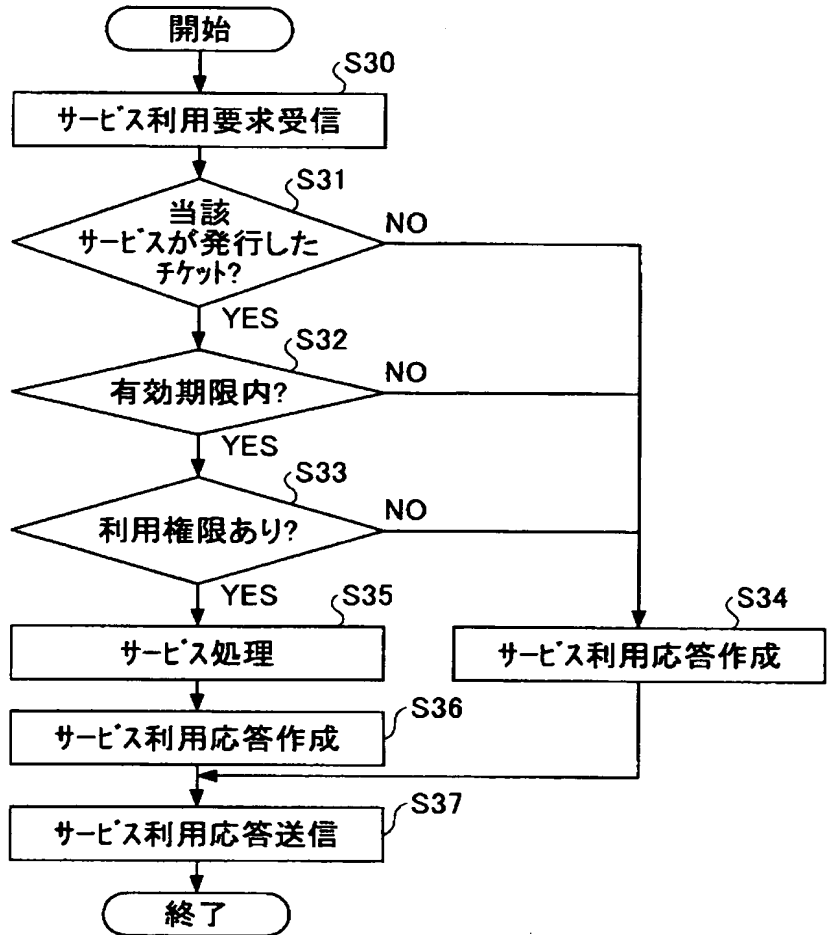 開始
S30
サービス利用要求受信
S31
当該
サービスが発行した
チケット?
NO
YES
S32
有効期限内?
NO
YES
S33
利用権限あり?
NO
YES
S35
サービス処理
S34
サービス利用応答作成
S36
サービス利用応答作成
S37
サービス利用応答送信
終了